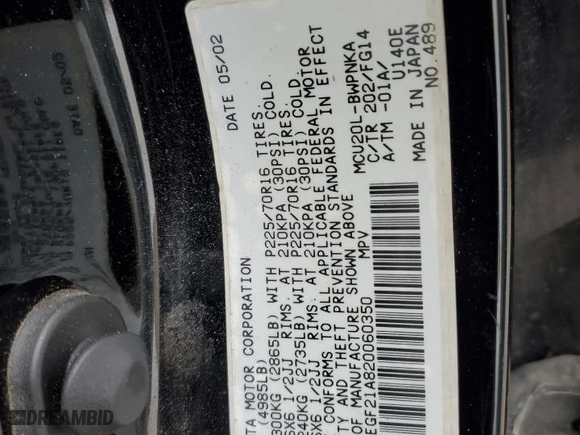 DATE 05/02
TA MOTOR CORPORATION
(4985LB)
300KG (2865LB) WITH P225/70R16 TIRES,
5X6 1/2JJ RIMS. AT 210KPA (30PSI) COLD.
240KG (2735LB) WITH P225/70R16 TIRES,
5X6 1/2JJ RIMS. AT 210KPA (30PSI) COLD.
CONFORMS TO ALL APPLICABLE FEDERAL MOTOR
TY AND THEFT PREVENTION STANDARDS IN EFFECT
OF MANUFACTURE SHOWN ABOVE
EGF21A820060350 MPV
MCU20L-BWPNKA
C/TR 202/FG14
A/TM -01A/ U140E
MADE IN JAPAN
NO.489
DREAMBID